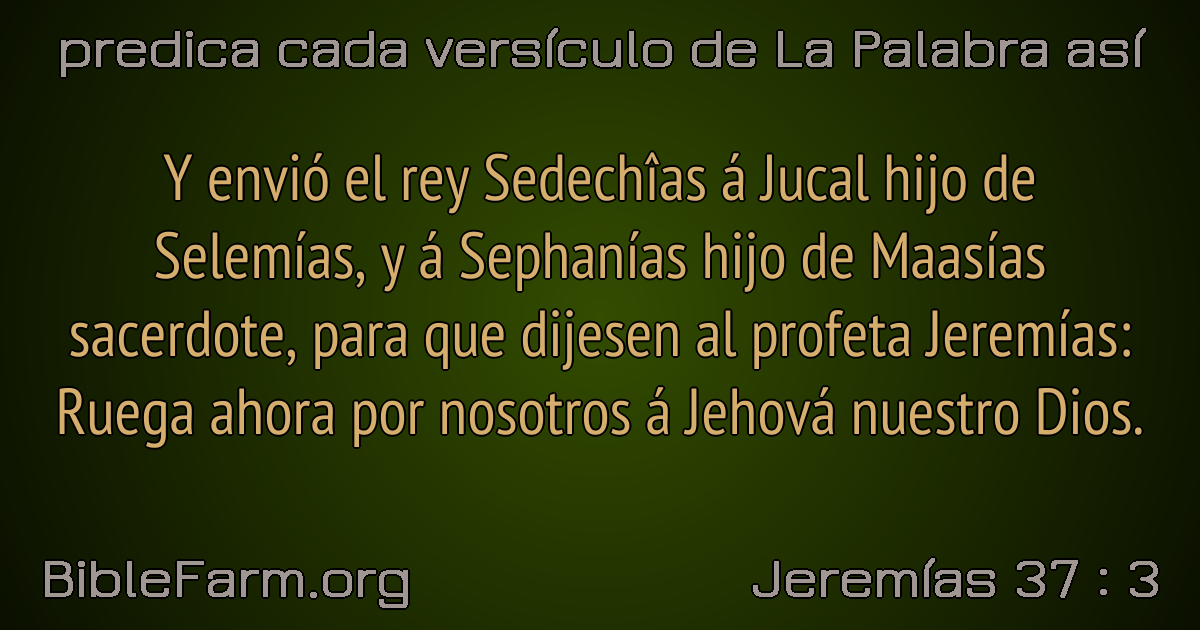 predica cada versículo de La Palabra así
Y envió el rey Sedechîas á Jucal hijo de
Selemías, y á Sephanías hijo de Maasías
sacerdote, para que dijesen al profeta Jeremías:
Ruega ahora por nosotros á Jehová nuestro Dios.
BibleFarm.org
Jeremías 37 : 3